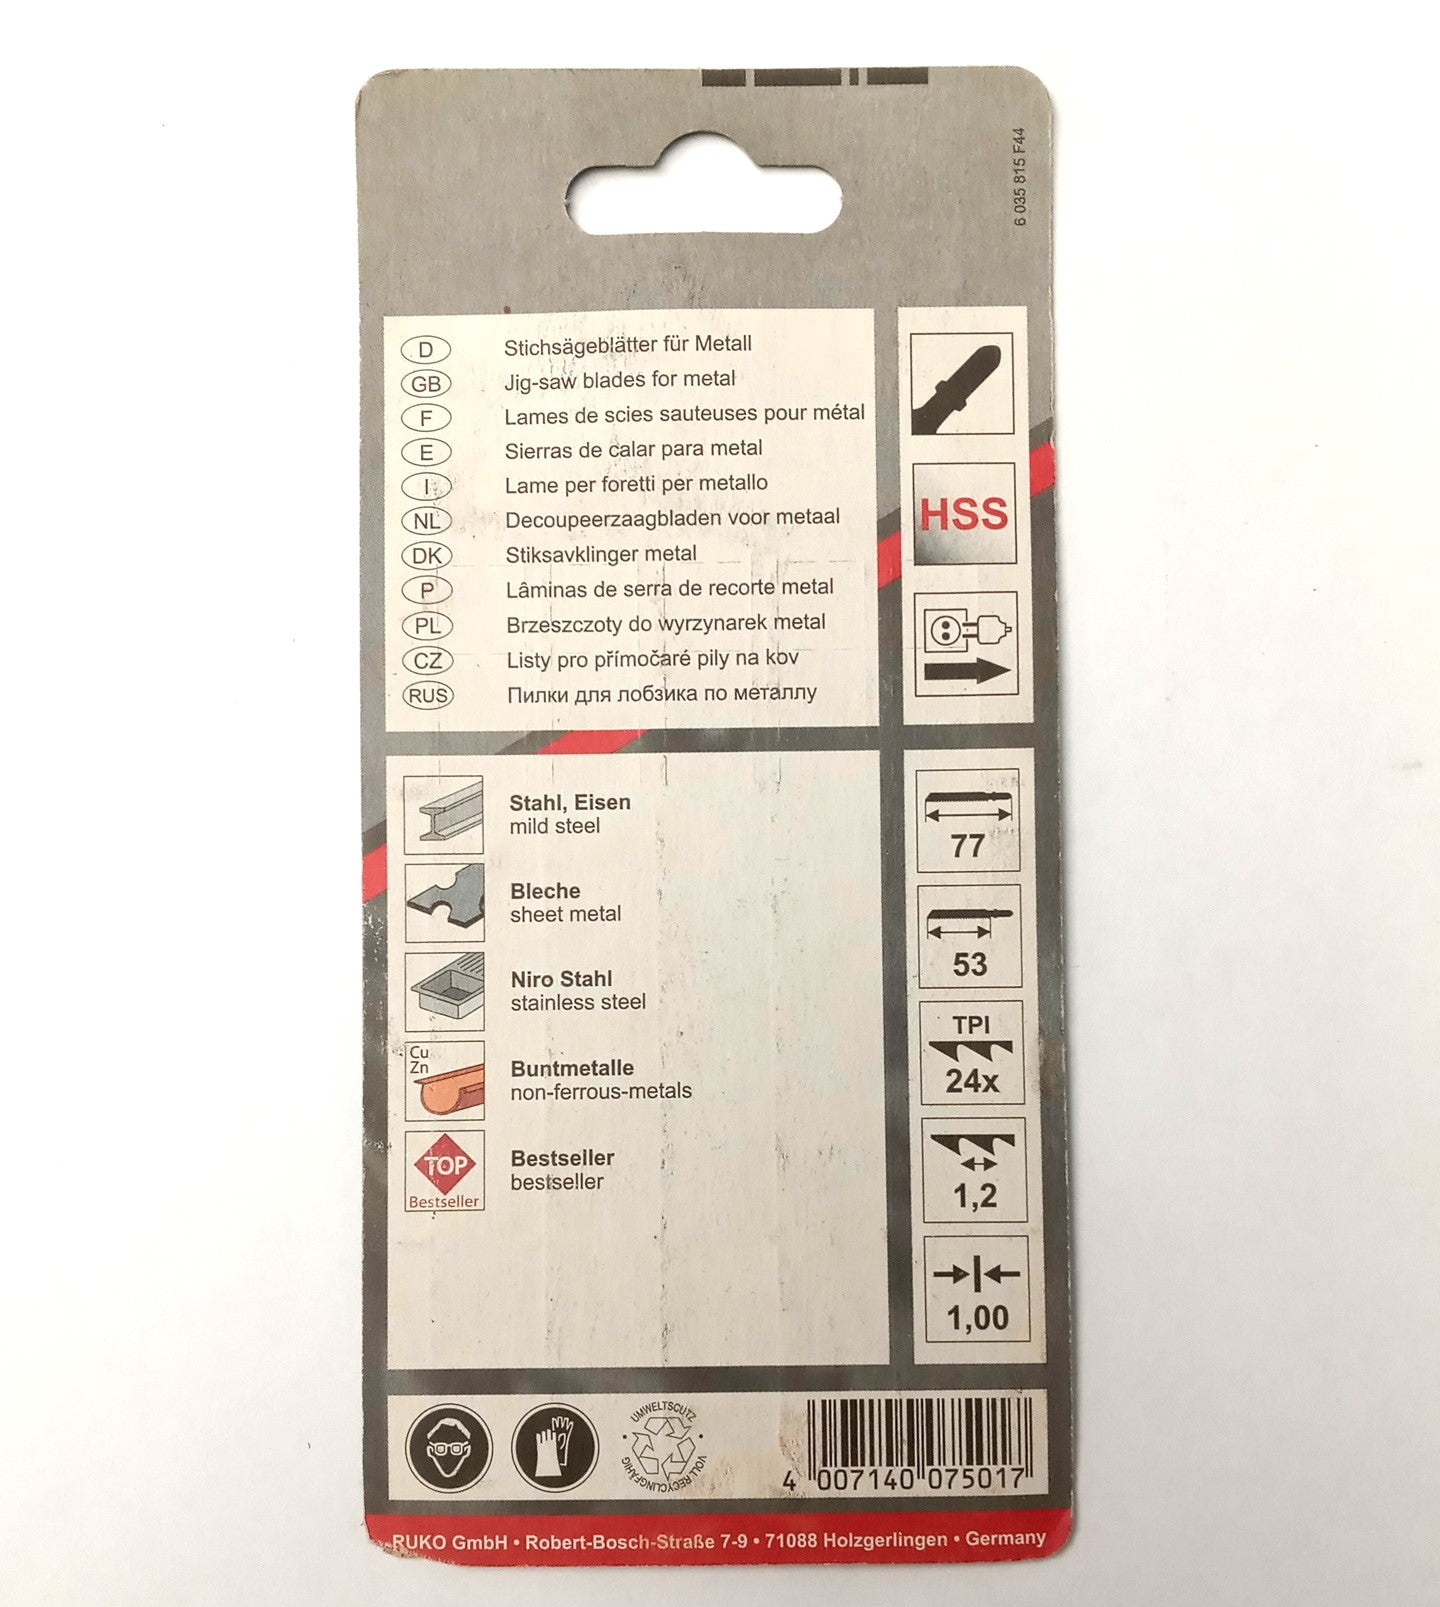 6 035 815 F44
D Stichsägeblätter für Metall
GB Jig-saw blades for metal
F Lames de scies sauteuses pour métal
E Sierras de calar para metal
I Lame per foretti per metallo
NL Decoupeerzaagbladen voor metaal
DK Stiksavklinger metal
P Lâminas de serra de recorte metal
PL Brzeszczoty do wyrzynarek metal
CZ Listy pro přímočaré pily na kov
RUS Пилки для лобзика по металлу
HSS
Stahl, Eisen
mild steel
Bleche
sheet metal
Niro Stahl
stainless steel
Cu
Zn
Buntmetalle
non-ferrous-metals
TOP
Bestseller
Bestseller
bestseller
77
53
TPI
24x
1,2
1,00
UMWELTSCUTZ • VOLL RECYCLINGFÄHIG •
4 007140 075017
RUKO GmbH • Robert-Bosch-Straße 7-9 • 71088 Holzgerlingen • Germany